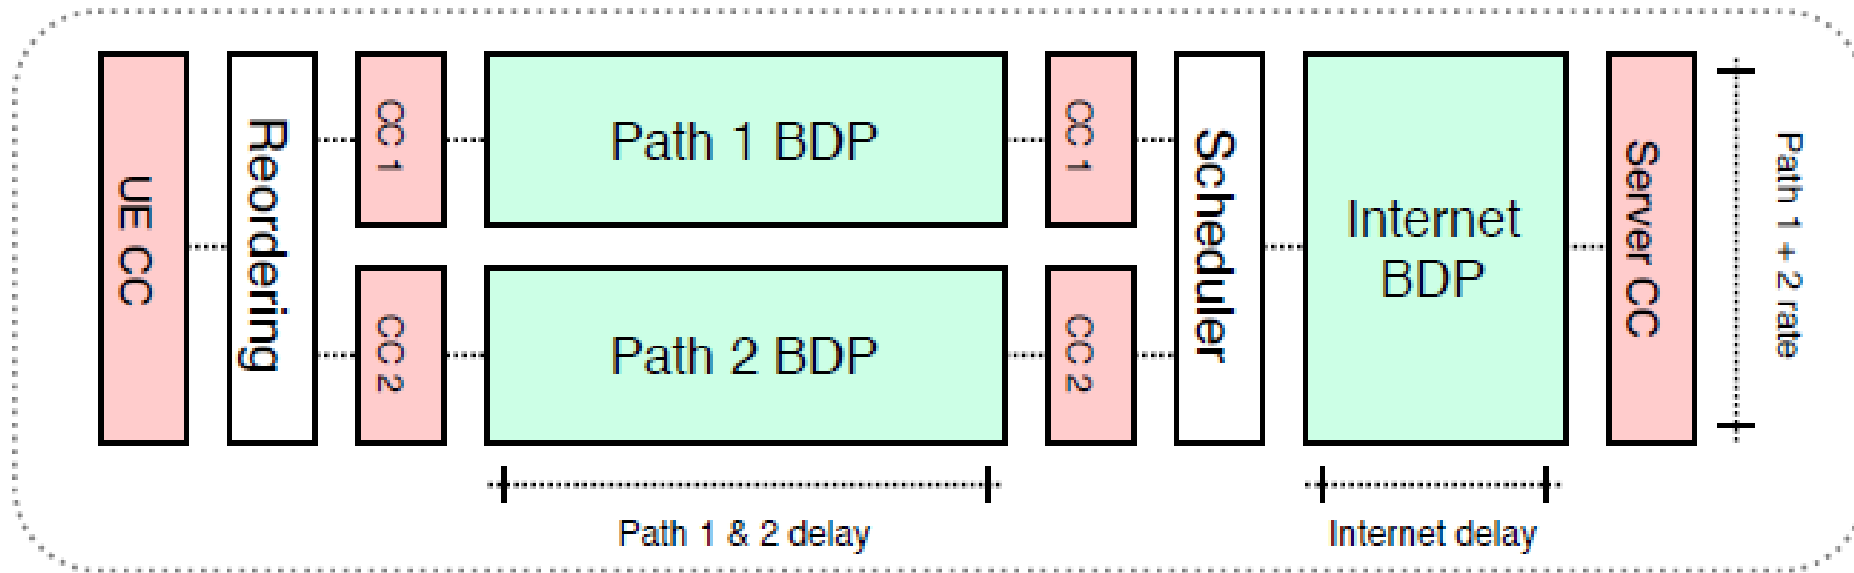 UE CC
Reordering
CC 1
Path 1 BDP
CC 1
CC 2
Path 2 BDP
CC 2
Scheduler
Internet
BDP
Server CC
Path 1 + 2 rate
Path 1 & 2 delay
Internet delay